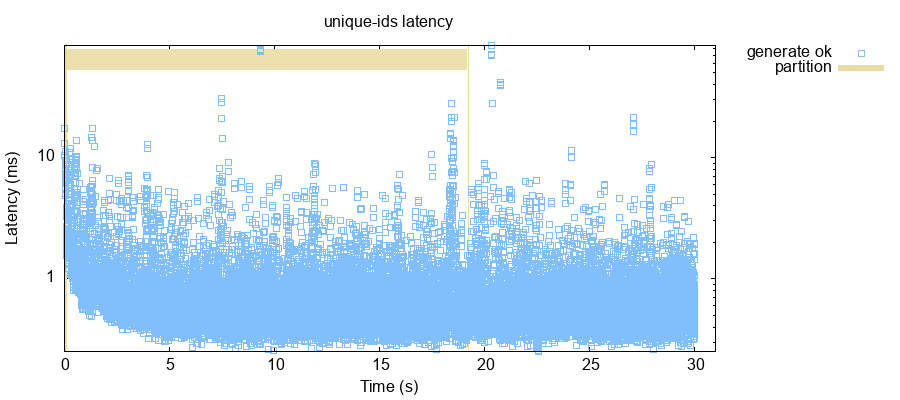 unique-ids latency
generate ok
partition
10
1
Latency (ms)
0 5 10 15 20 25 30
Time (s)